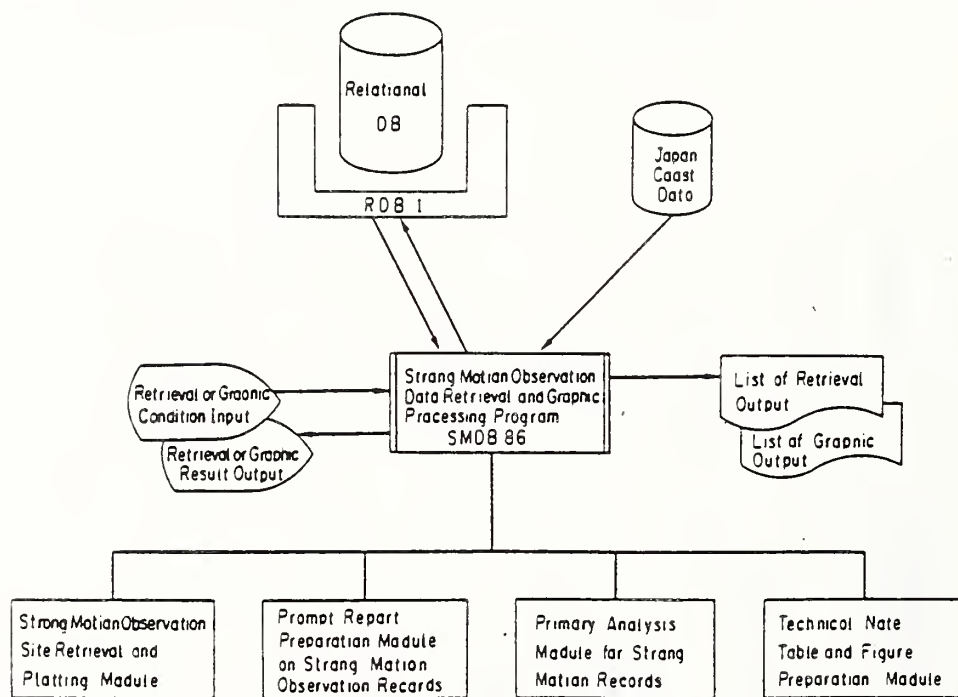 Relational
DB
RDB 1
Japan
Coast
Data
Strong Motion Observation
Data Retrieval and Graphic
Processing Program
SMDB 86
Retrieval or Graphic
Condition Input
Retrieval or Graphic
Result Output
List of Retrieval
Output
List of Graphic
Output
Strong Motion Observation
Site Retrieval and
Plotting Module
Prompt Report
Preparation Module
on Strong Motion
Observation Records
Primary Analysis
Module for Strong
Motion Records
Technical Note
Table and Figure
Preparation Module